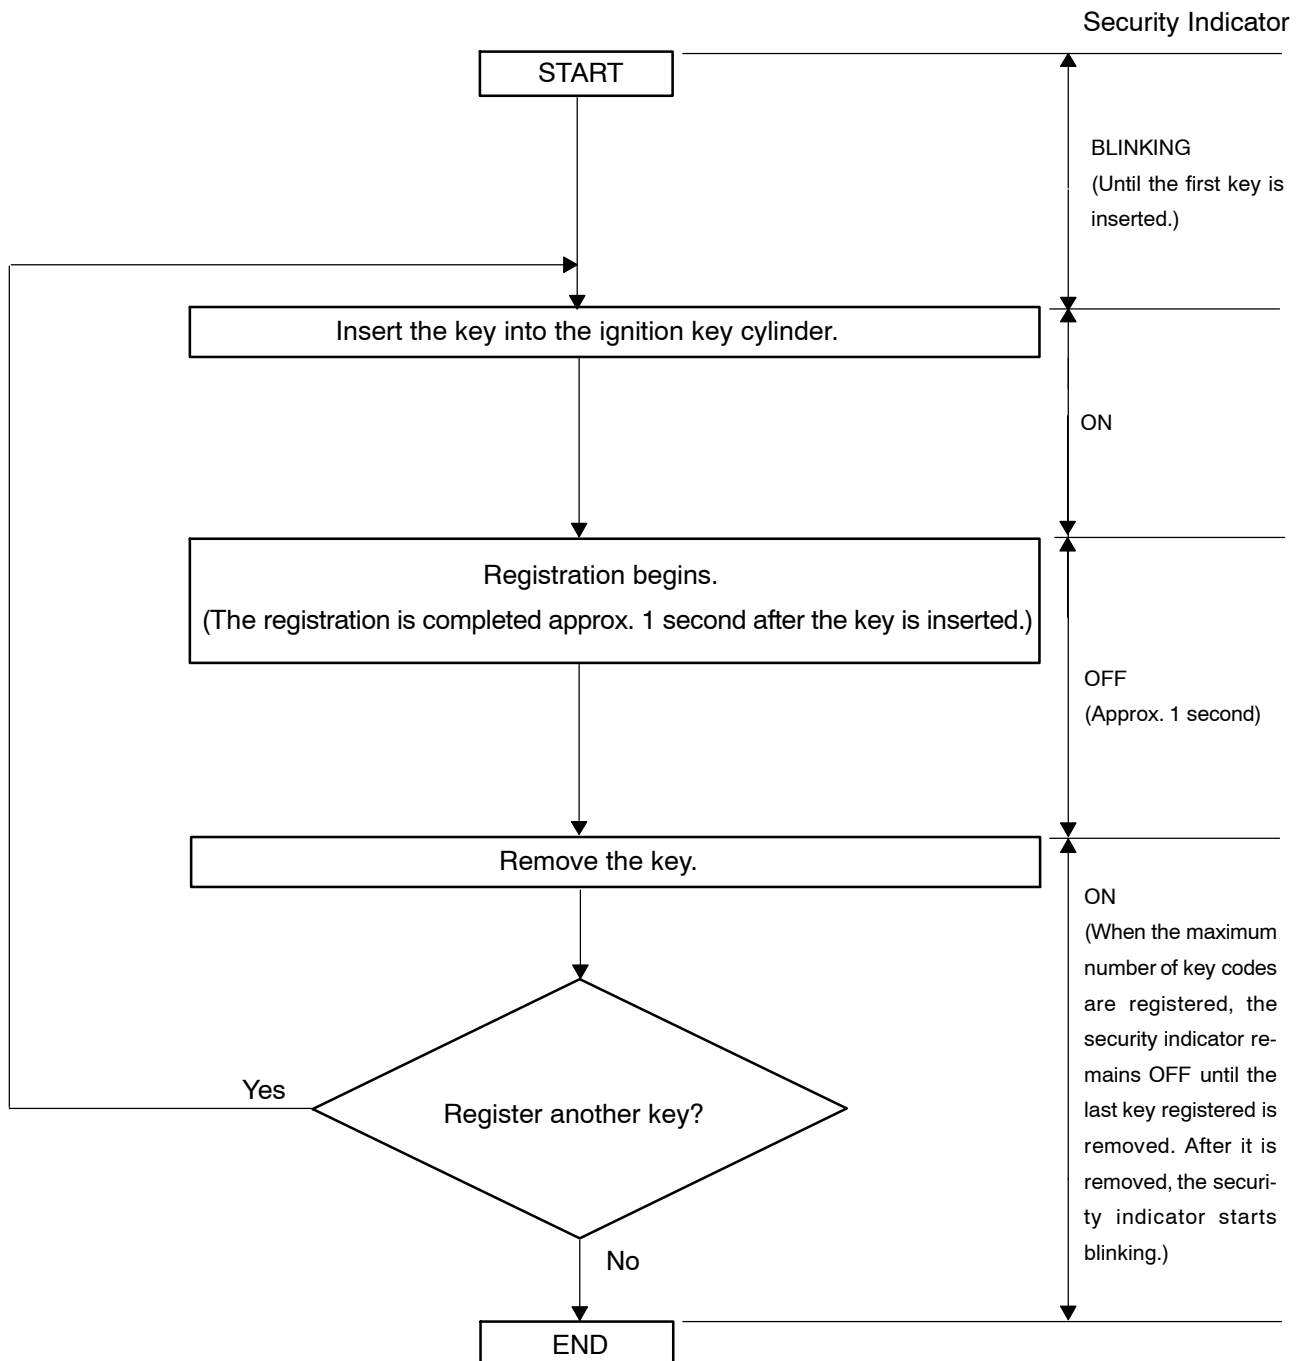 Security Indicator
START
BLINKING
(Until the first key is
inserted.)
Insert the key into the ignition key cylinder.
ON
Registration begins.
(The registration is completed approx. 1 second after the key is inserted.)
OFF
(Approx. 1 second)
Remove the key.
ON
(When the maximum
number of key codes
are registered, the
security indicator re-
mains OFF until the
last key registered is
removed. After it is
removed, the securi-
ty indicator starts
blinking.)
Yes
Register another key?
No
END